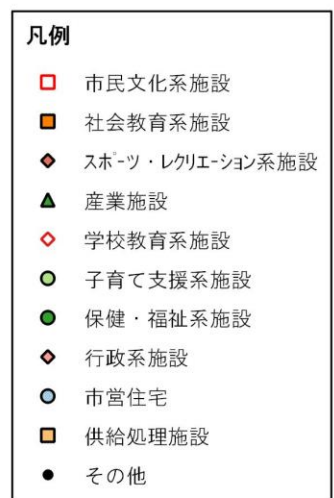 凡例
市民文化系施設
社会教育系施設
スポーツ・レクリエーション系施設
産業施設
学校教育系施設
子育て支援系施設
保健・福祉系施設
行政系施設
市営住宅
供給処理施設
その他